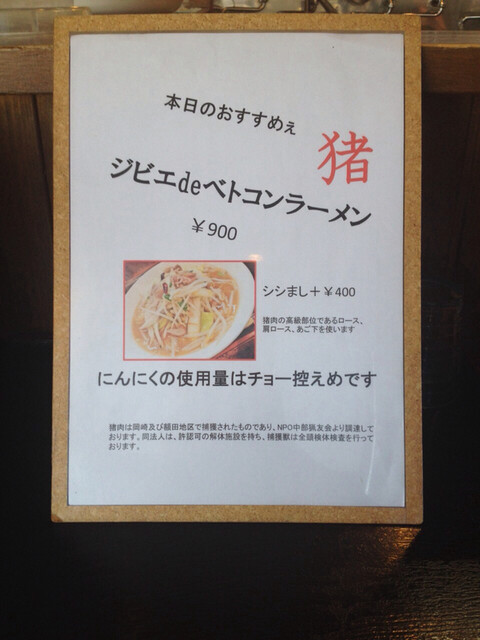 本日のおすすめぇ
猪
ジビエdeベトコンラーメン
￥900
シシまし＋￥400
猪肉の高級部位であるロース、
肩ロース、あご下を使います
にんにくの使用量はチョー控えめです
猪肉は岡崎及び額田地区で捕獲されたものであり、NPO中部猟友会より調達して
おります。同法人は、許認可の解体施設を持ち、捕獲獣は全頭検体検査を行って
おります。